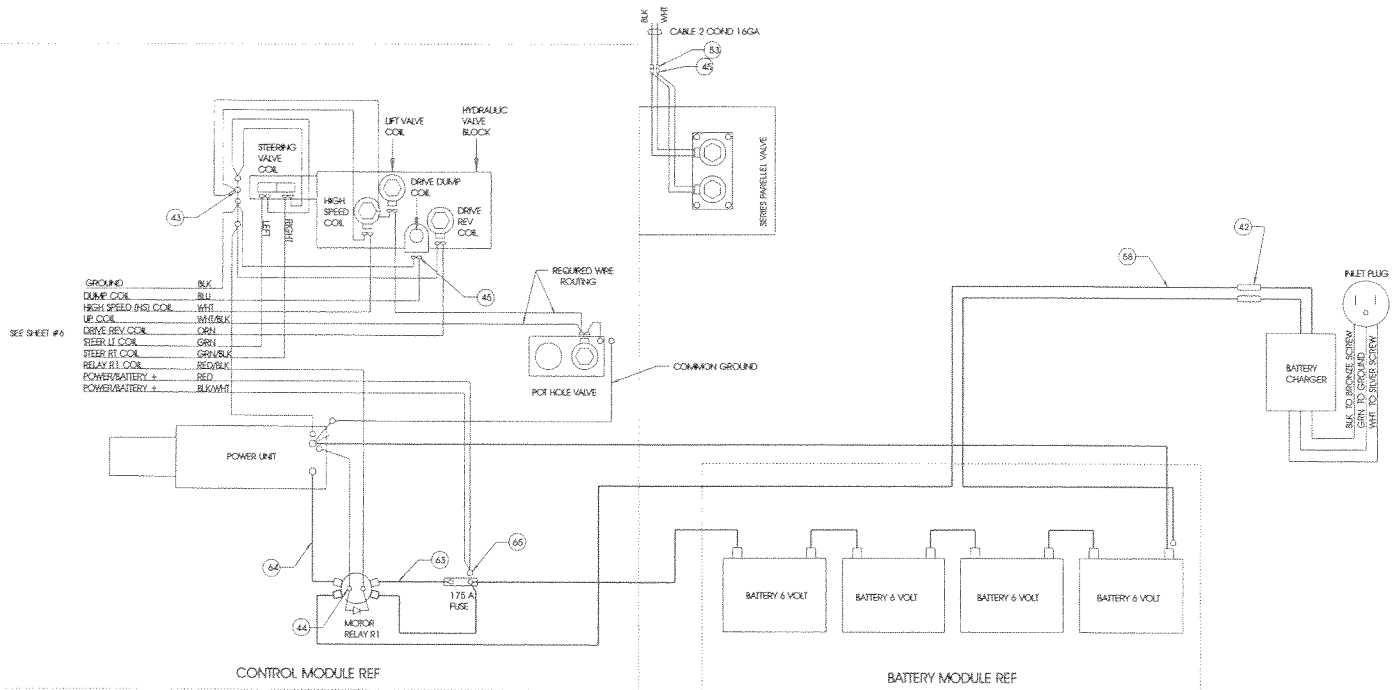 BLK
WHT
CABLE 2 COND 16GA
53
45
SERIES PARELLEL VALVE
LIFT VALVE
COIL
HYDRAULIC
VALVE
BLOCK
STEERING
VALVE
COIL
DRIVE DUMP
COIL
HIGH
SPEED
COIL
DRIVE
REV
COIL
43
LEFT
RIGHT
45
REQUIRED WIRE
ROUTING
GROUND BLK
DUMP COIL BLU
HIGH SPEED (HS) COIL WHT
UP COIL WHT/BLK
DRIVE REV COIL ORN
STEER LT COIL GRN
STEER RT COIL GRN/BLK
RELAY R1 COIL RED/BLK
POWER/BATTERY + RED
POWER/BATTERY + BLK/WHT
SEE SHEET #6
POT HOLE VALVE
COMMON GROUND
58
42
INLET PLUG
BATTERY
CHARGER
BLK TO BRONZE SCREW
GRN TO GROUND
WHT TO SILVER SCREW
POWER UNIT
64
63
65
175 A
FUSE
44
MOTOR
RELAY R1
BATTERY 6 VOLT
BATTERY 6 VOLT
BATTERY 6 VOLT
BATTERY 6 VOLT
CONTROL MODULE REF
BATTERY MODULE REF